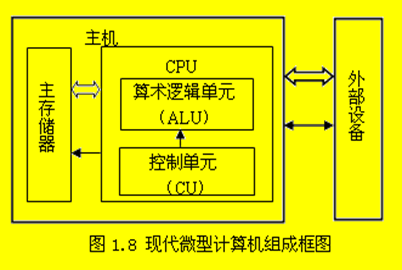 主机
CPU
主存储器
算术逻辑单元
(ALU)
控制单元
(CU)
外部设备
图 1.8 现代微型计算机组成框图